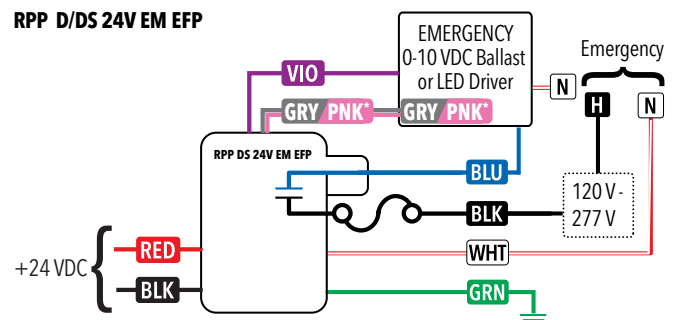 RPP D/DS 24V EM EFP
EMERGENCY
0-10 VDC Ballast
or LED Driver
Emergency
VIO
N
H
N
GRY/PNK*
GRY/PNK*
RPP DS 24V EM EFP
BLU
120 V -
277 V
BLK
RED
WHT
+24 VDC
BLK
GRN